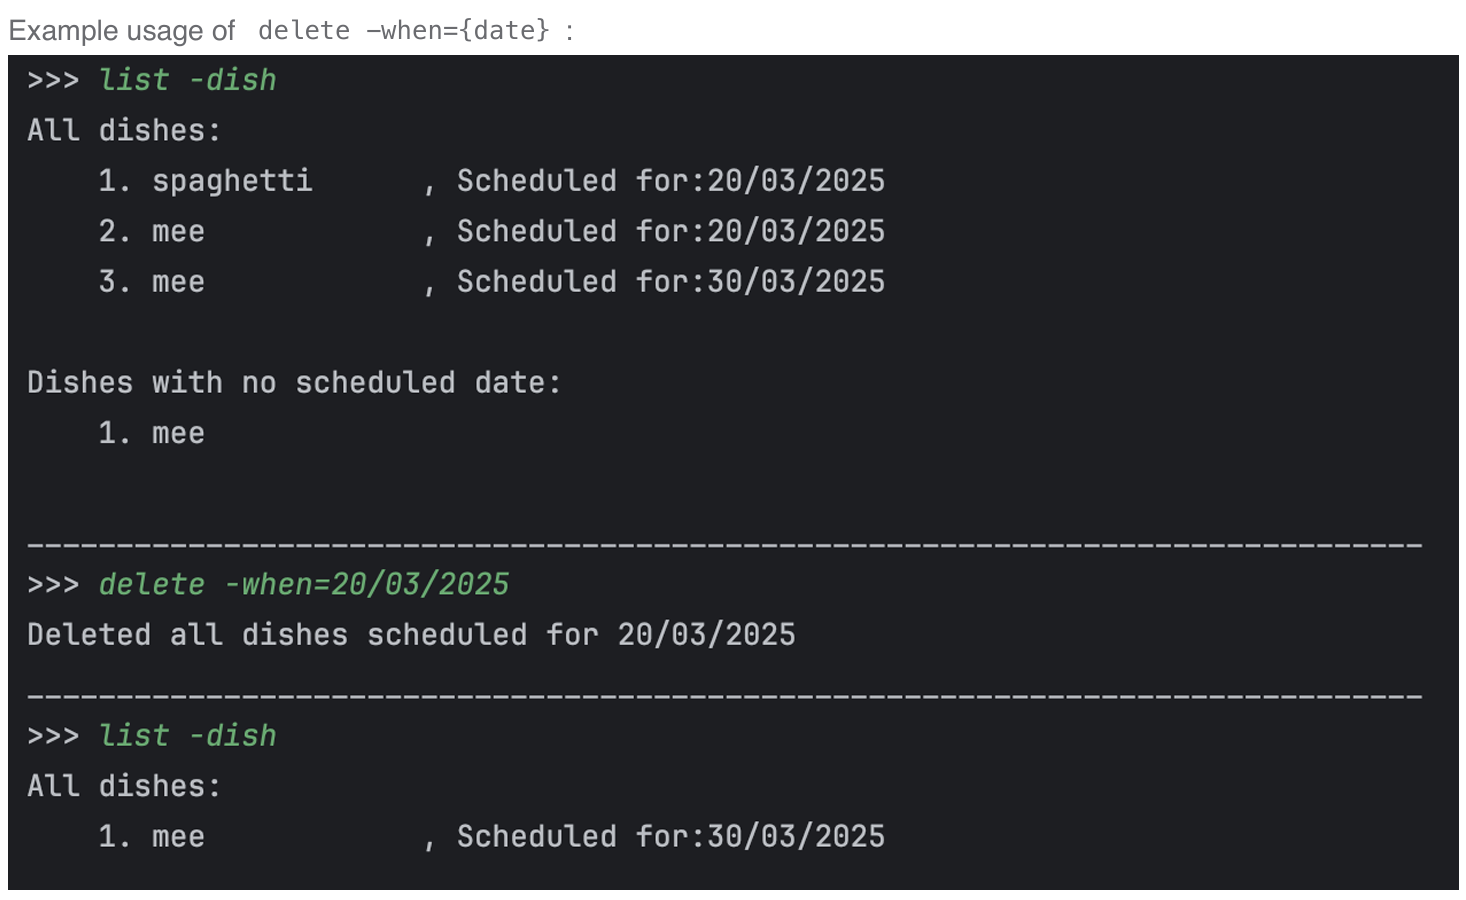 Example usage of delete –when={date} :
>>> list -dish
All dishes:
    1. spaghetti      , Scheduled for:20/03/2025
    2. mee            , Scheduled for:20/03/2025
    3. mee            , Scheduled for:30/03/2025
Dishes with no scheduled date:
    1. mee
______________________________________________________________________________
>>> delete -when=20/03/2025
Deleted all dishes scheduled for 20/03/2025
______________________________________________________________________________
>>> list -dish
All dishes:
    1. mee            , Scheduled for:30/03/2025